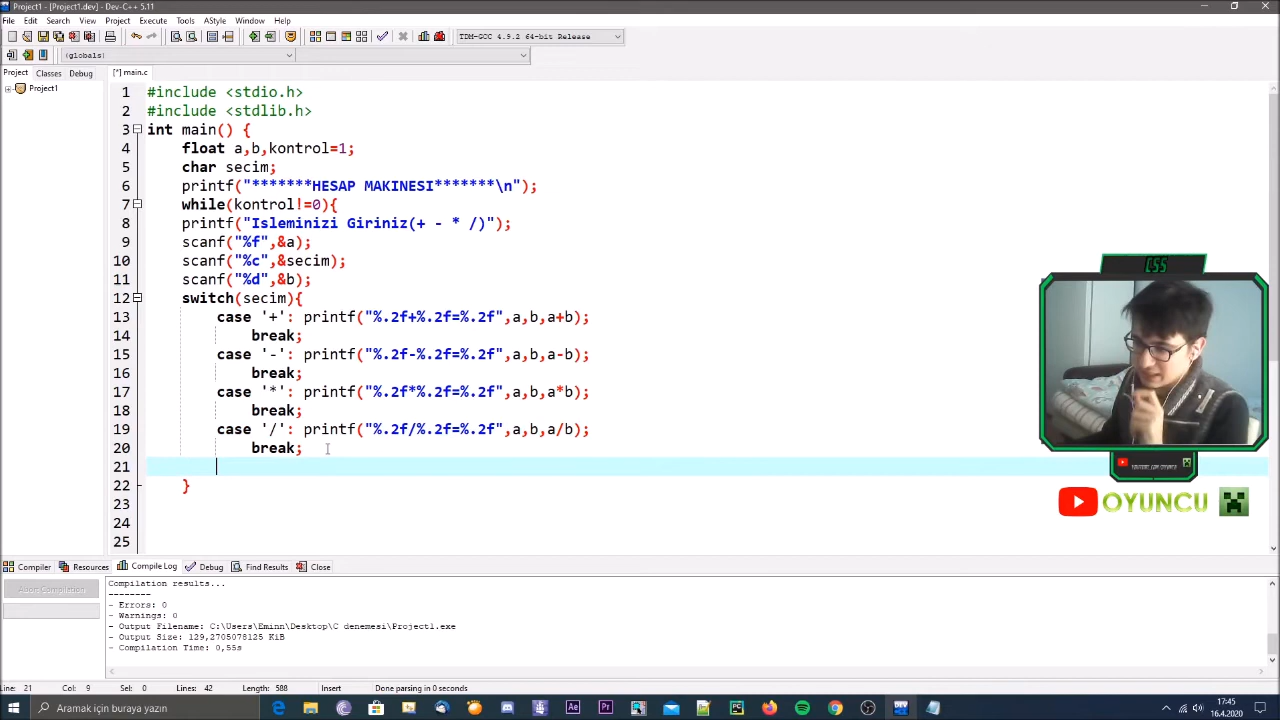 Project1 - [Project1.dev] - Dev-C++ 5.11
File Edit Search View Project Execute Tools AStyle Window Help
TDM-GCC 4.9.2 64-bit Release
(globals)
Project Classes Debug
[*] main.c
Project1
1 #include <stdio.h>
2 #include <stdlib.h>
3 int main() {
4 float a,b,kontrol=1;
5 char secim;
6 printf("*******HESAP MAKINESI*******\n");
7 while(kontrol!=0){
8 printf("Isleminizi Giriniz(+ - * /)");
9 scanf("%f",&a);
10 scanf("%c",&secim);
11 scanf("%d",&b);
12 switch(secim){
13 case '+': printf("%.2f+%.2f=%.2f",a,b,a+b);
14 break;
15 case '-': printf("%.2f-%.2f=%.2f",a,b,a-b);
16 break;
17 case '*': printf("%.2f*%.2f=%.2f",a,b,a*b);
18 break;
19 case '/': printf("%.2f/%.2f=%.2f",a,b,a/b);
20 break;
21
22 }
23
24
25
CSS
OYUNCU
Compiler Resources Compile Log Debug Find Results Close
Abort Compilation
Compilation results...
--------
- Errors: 0
- Warnings: 0
- Output Filename: C:\Users\Eminn\Desktop\C denemesi\Project1.exe
- Output Size: 129,2705078125 KiB
- Compilation Time: 0,55s
Line: 21 Col: 9 Sel: 0 Lines: 42 Length: 588 Insert Done parsing in 0 seconds
Aramak için buraya yazın
17:45
16.4.2020